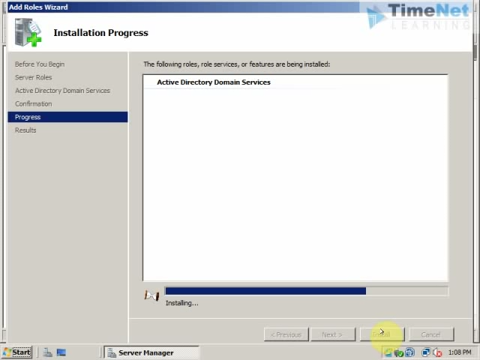 Add Roles Wizard
TimeNet
LEARNING
Installation Progress
Before You Begin
Server Roles
Active Directory Domain Services
Confirmation
Progress
Results
The following roles, role services, or features are being installed:
Active Directory Domain Services
Installing...
< Previous
Next >
Cancel
Start
Server Manager
1:08 PM